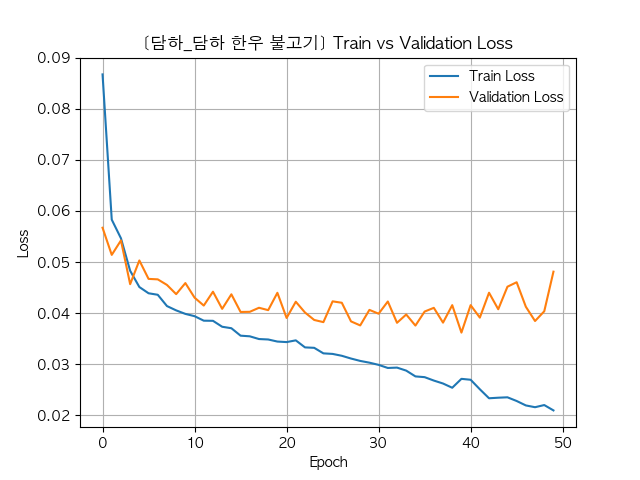 [담하_담하 한우 불고기] Train vs Validation Loss
Train Loss
Validation Loss
Loss
0.09
0.08
0.07
0.06
0.05
0.04
0.03
0.02
0 10 20 30 40 50
Epoch